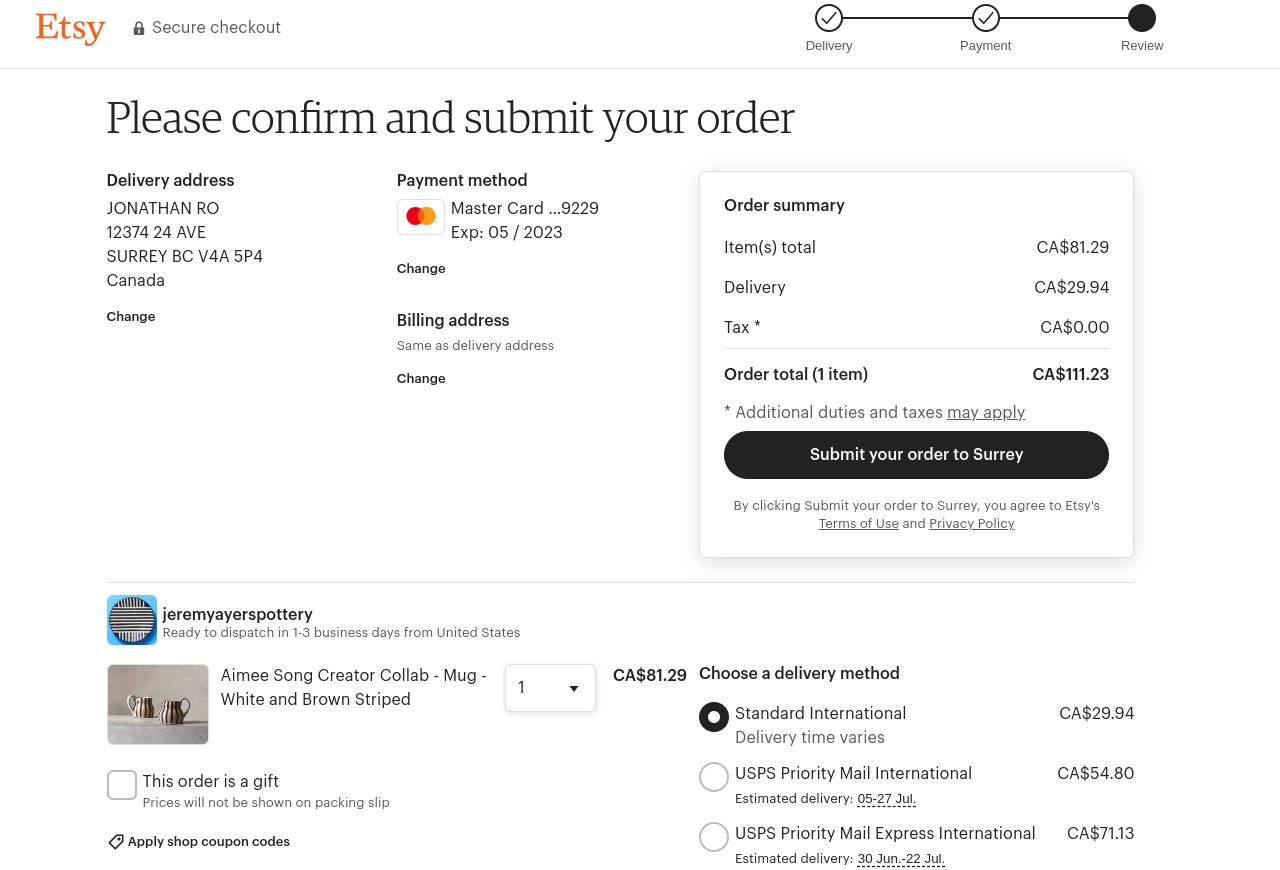 Etsy
Secure checkout
Delivery
Payment
Review
Please confirm and submit your order
Delivery address
JONATHAN RO
12374 24 AVE
SURREY BC V4A 5P4
Canada
Change
Payment method
Master Card ...9229
Exp: 05 / 2023
Change
Billing address
Same as delivery address
Change
Order summary
Item(s) total CA$81.29
Delivery CA$29.94
Tax * CA$0.00
Order total (1 item) CA$111.23
* Additional duties and taxes may apply
Submit your order to Surrey
By clicking Submit your order to Surrey, you agree to Etsy's
Terms of Use and Privacy Policy
jeremyayerspottery
Ready to dispatch in 1-3 business days from United States
Aimee Song Creator Collab - Mug -
White and Brown Striped
1
CA$81.29
This order is a gift
Prices will not be shown on packing slip
Apply shop coupon codes
Choose a delivery method
Standard International CA$29.94
Delivery time varies
USPS Priority Mail International CA$54.80
Estimated delivery: 05-27 Jul.
USPS Priority Mail Express International CA$71.13
Estimated delivery: 30 Jun.-22 Jul.